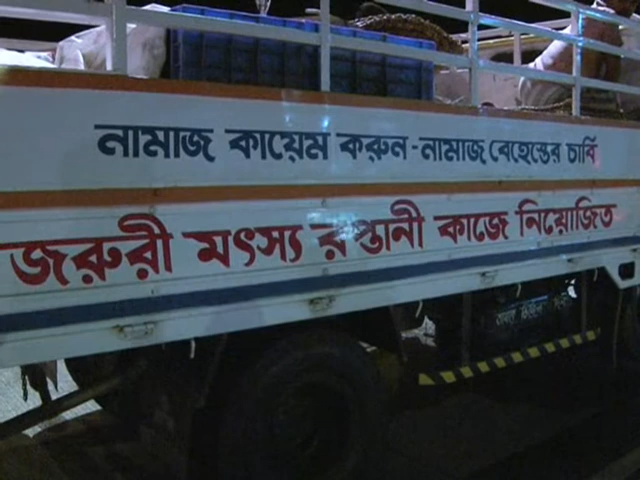 নামাজ কায়েম করুন - নামাজ বেহেস্তের চাবি
জরুরী মৎস্য রপ্তানী কাজে নিয়োজিত